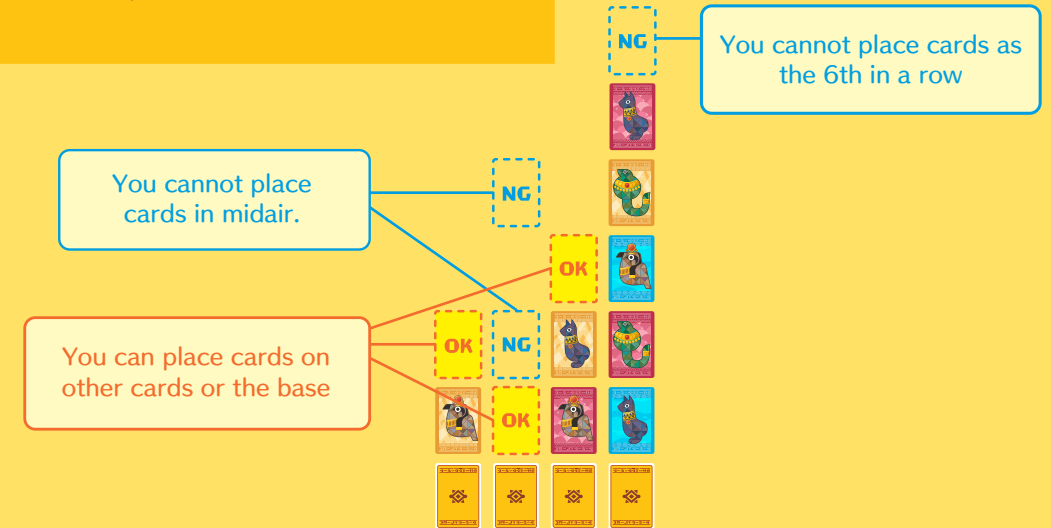 NG
You cannot place cards as
the 6th in a row
You cannot place
cards in midair.
NG
OK
You can place cards on
other cards or the base
OK
NG
OK